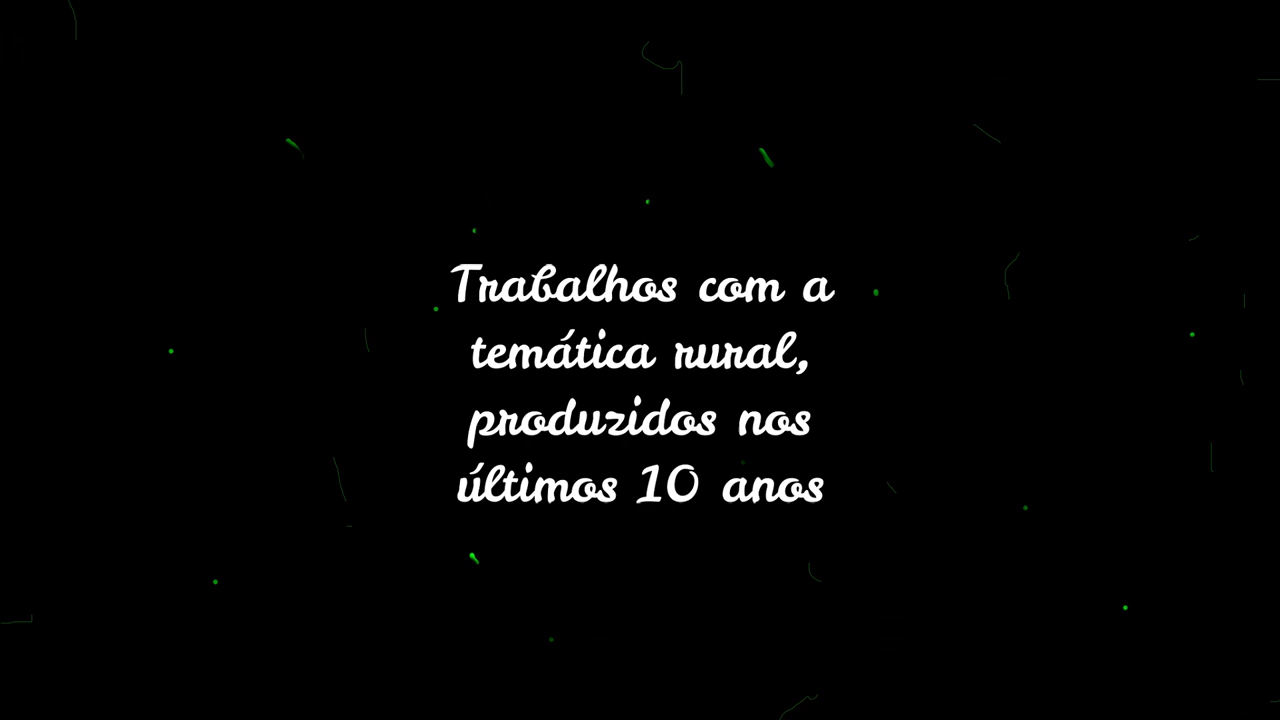 Trabalhos com a
temática rural,
produzidos nos
últimos 10 anos